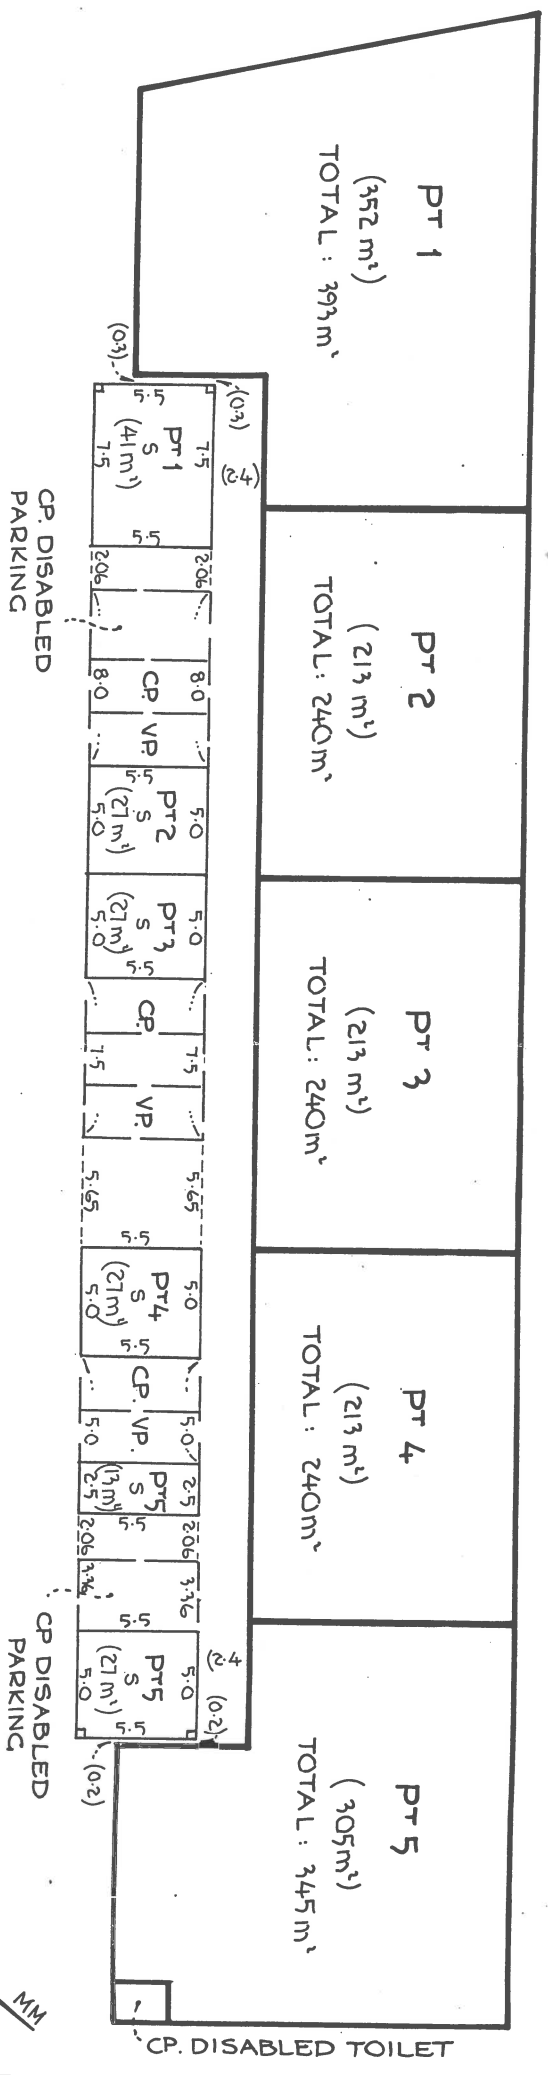 PT 1
(352 m²)
TOTAL : 393m²
PT 2
(213 m²)
TOTAL: 240m²
PT 3
(213 m²)
TOTAL: 240m²
PT 4
(213 m²)
TOTAL: 240m²
PT 5
(305m²)
TOTAL: 345m²
(0.3)
(0.3)
(2.4)
5.5
7.5
PT 1
S
(41m²)
7.5
5.5
2.06
2.06
CP. DISABLED
PARKING
8.0
CP.
8.0
V.P.
5.5
5.0
PT2
S
(27m²)
5.0
5.0
PT3
S
(27m²)
5.0
5.5
CP.
7.5
7.5
V.P.
5.65
5.65
5.5
5.0
PT4
S
(27m²)
5.0
5.5
CP.
V.P.
5.0
5.0
2.5
PT5
S
(13m²)
2.5
5.5
2.06
2.06
3.36
3.36
CP DISABLED
PARKING
5.5
(2.4
5.0
PT5
S
(27m²)
5.0
5.5
(0.2)
(0.2)
CP. DISABLED TOILET
MM